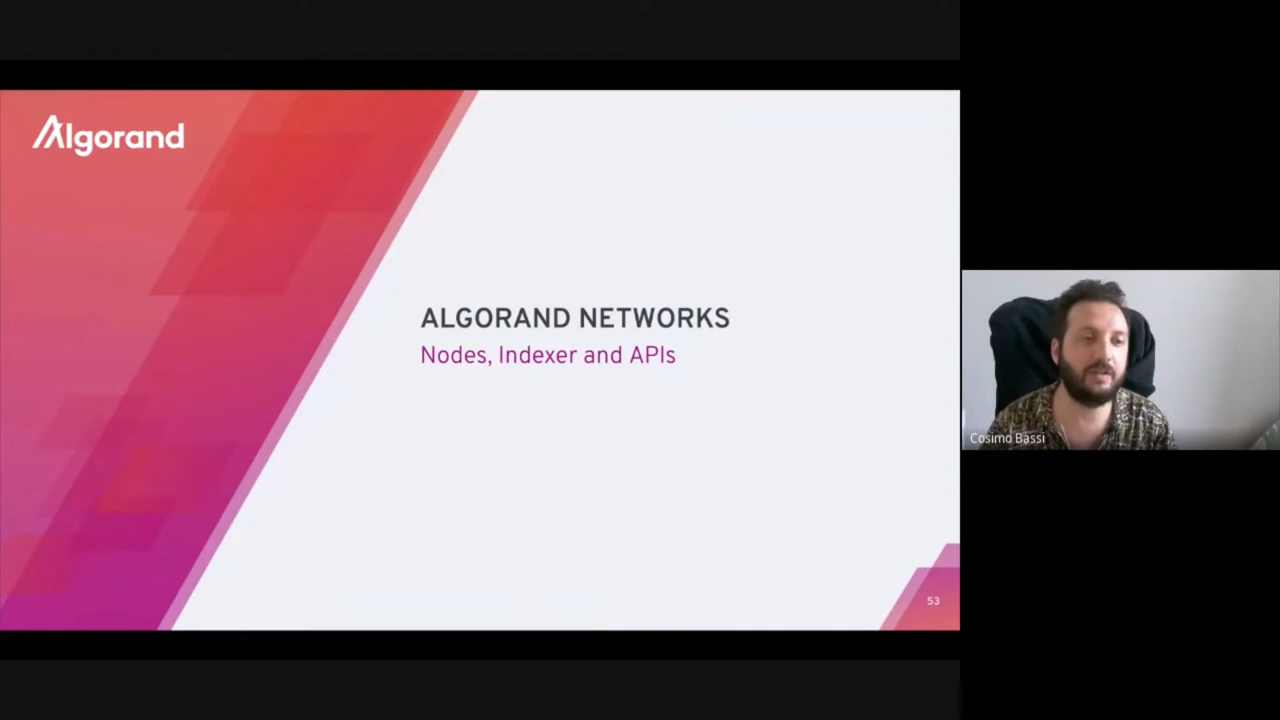 Algorand
ALGORAND NETWORKS
Nodes, Indexer and APIs
53
Cosimo Bassi